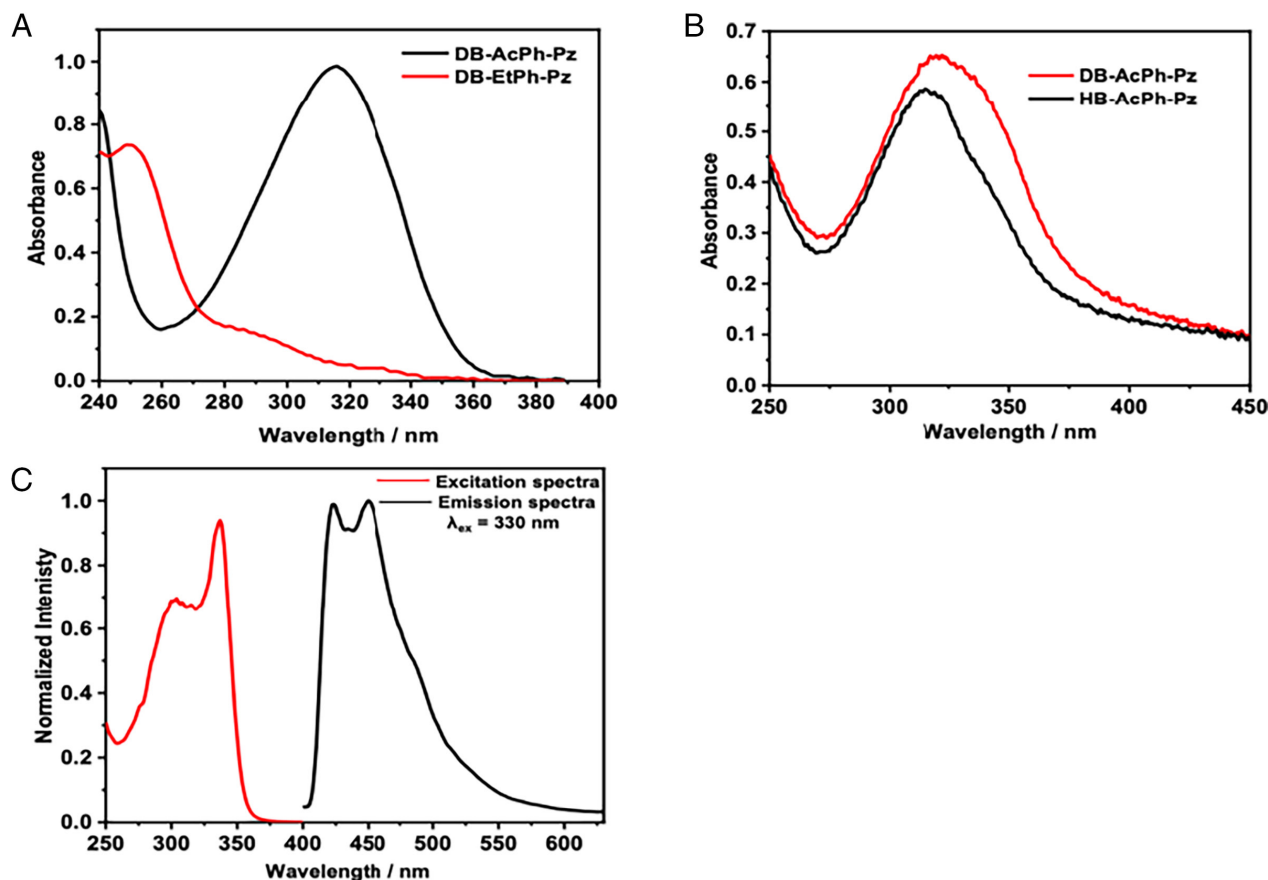 A
DB-AcPh-Pz
DB-EtPh-Pz
1.0
0.8
0.6
0.4
0.2
0.0
Absorbance
240 260 280 300 320 340 360 380 400
Wavelength / nm
B
DB-AcPh-Pz
HB-AcPh-Pz
0.7
0.6
0.5
0.4
0.3
0.2
0.1
0.0
Absorbance
250 300 350 400 450
Wavelength / nm
C
Excitation spectra
Emission spectra
λex = 330 nm
1.0
0.8
0.6
0.4
0.2
0.0
Normalized Intenisty
250 300 350 400 450 500 550 600
Wavelength / nm